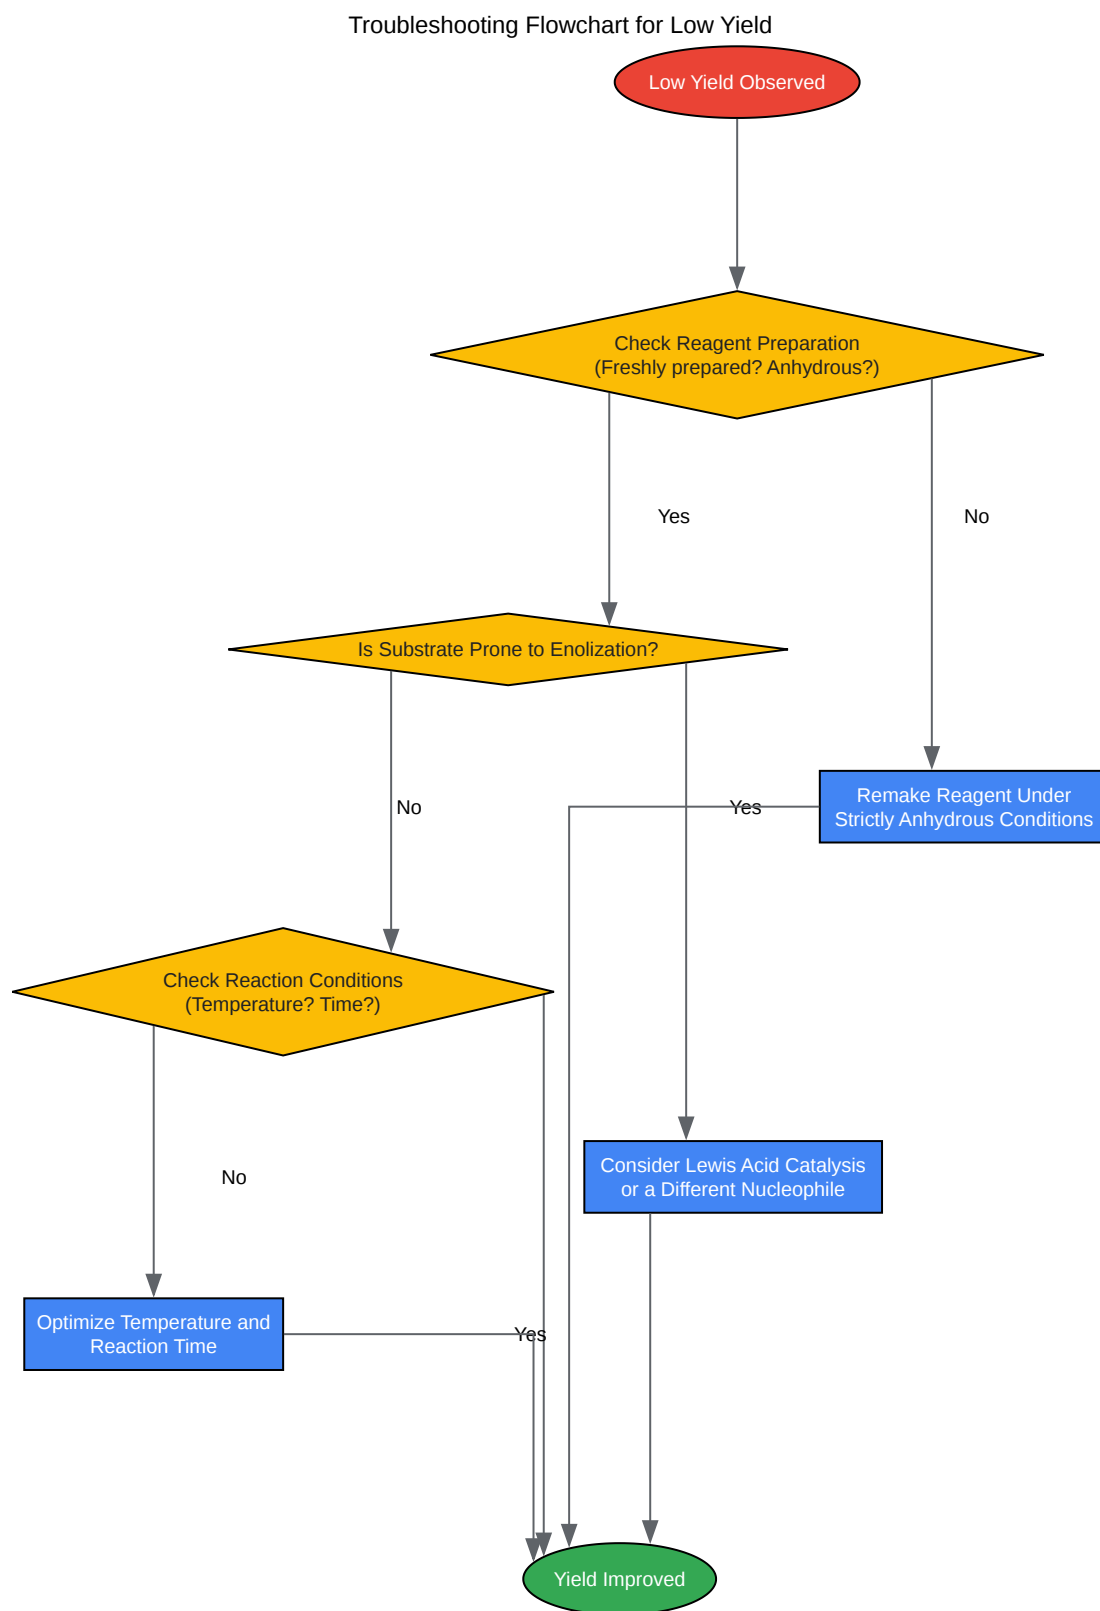 Troubleshooting Flowchart for Low Yield
Low Yield Observed
Check Reagent Preparation
(Freshly prepared? Anhydrous?)
Yes
No
Is Substrate Prone to Enolization?
No
Yes
Remake Reagent Under
Strictly Anhydrous Conditions
Check Reaction Conditions
(Temperature? Time?)
No
Consider Lewis Acid Catalysis
or a Different Nucleophile
Optimize Temperature and
Reaction Time
Yes
Yield Improved